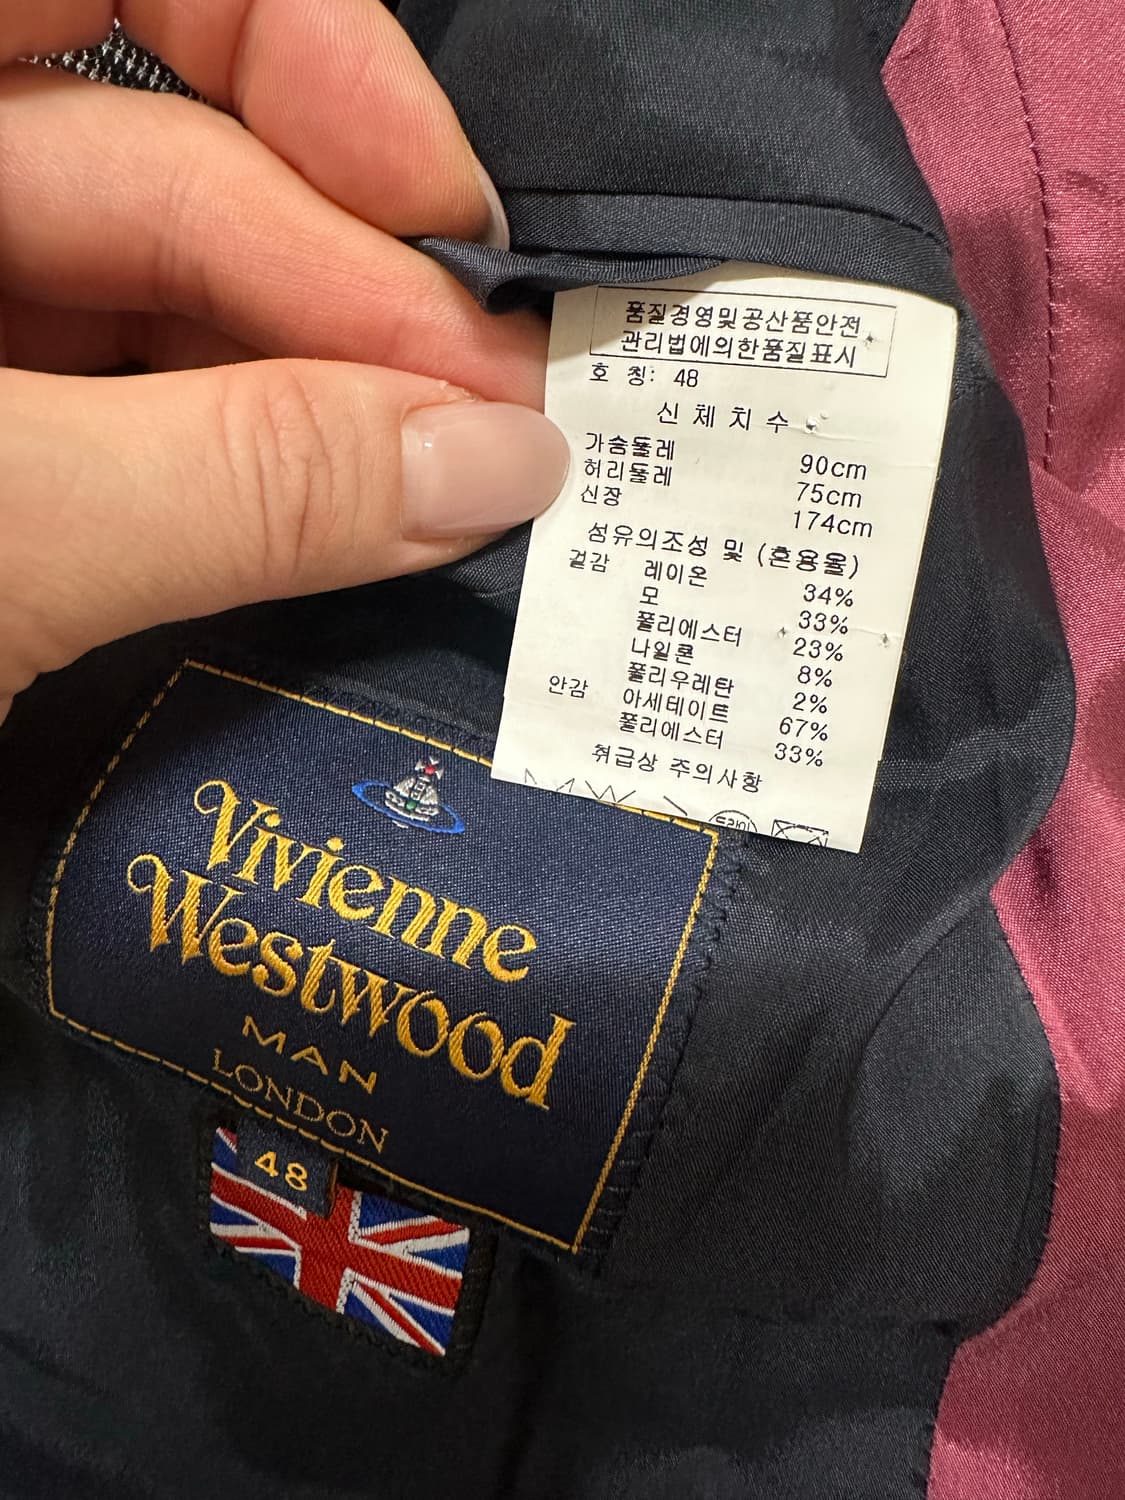 품질경영및공산품안전
관리법에의한품질표시
호 칭: 48
신 체 치 수
가슴둘레 90cm
허리둘레 75cm
신장 174cm
섬유의조성 및 (혼용율)
겉감 레이온 34%
모 33%
폴리에스터 23%
나일론 8%
폴리우레탄 2%
안감 아세테이트 67%
폴리에스터 33%
취급상 주의사항
드라이
Vivienne
Westwood
MAN
LONDON
48